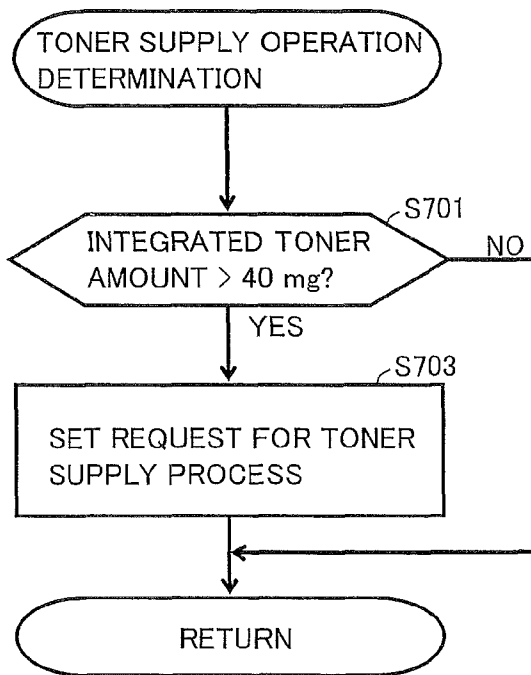 TONER SUPPLY OPERATION
DETERMINATION
S701
INTEGRATED TONER
AMOUNT > 40 mg?
NO
YES
S703
SET REQUEST FOR TONER
SUPPLY PROCESS
RETURN